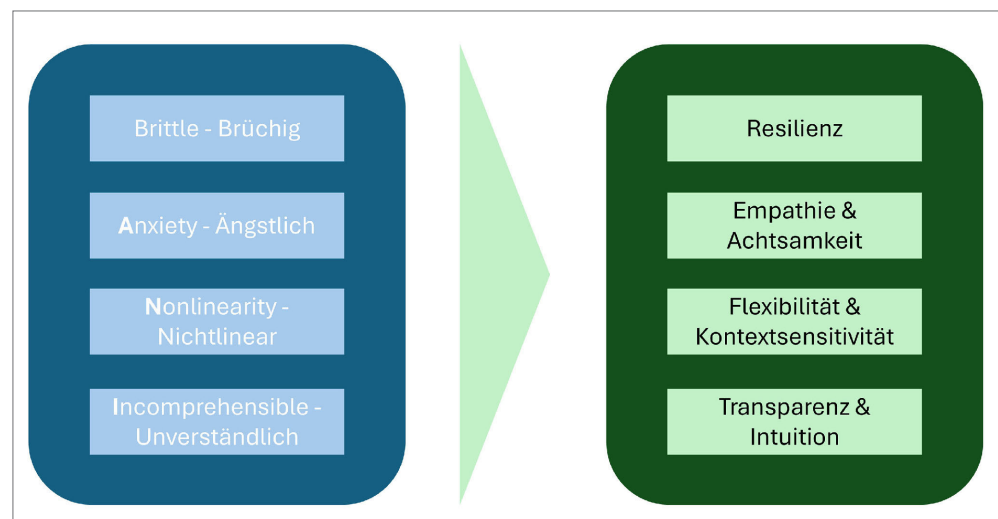 Brittle - Brüchig
Anxiety - Ängstlich
Nonlinearity -
Nichtlinear
Incomprehensible -
Unverständlich
Resilienz
Empathie &
Achtsamkeit
Flexibilität &
Kontextsensitivität
Transparenz &
Intuition